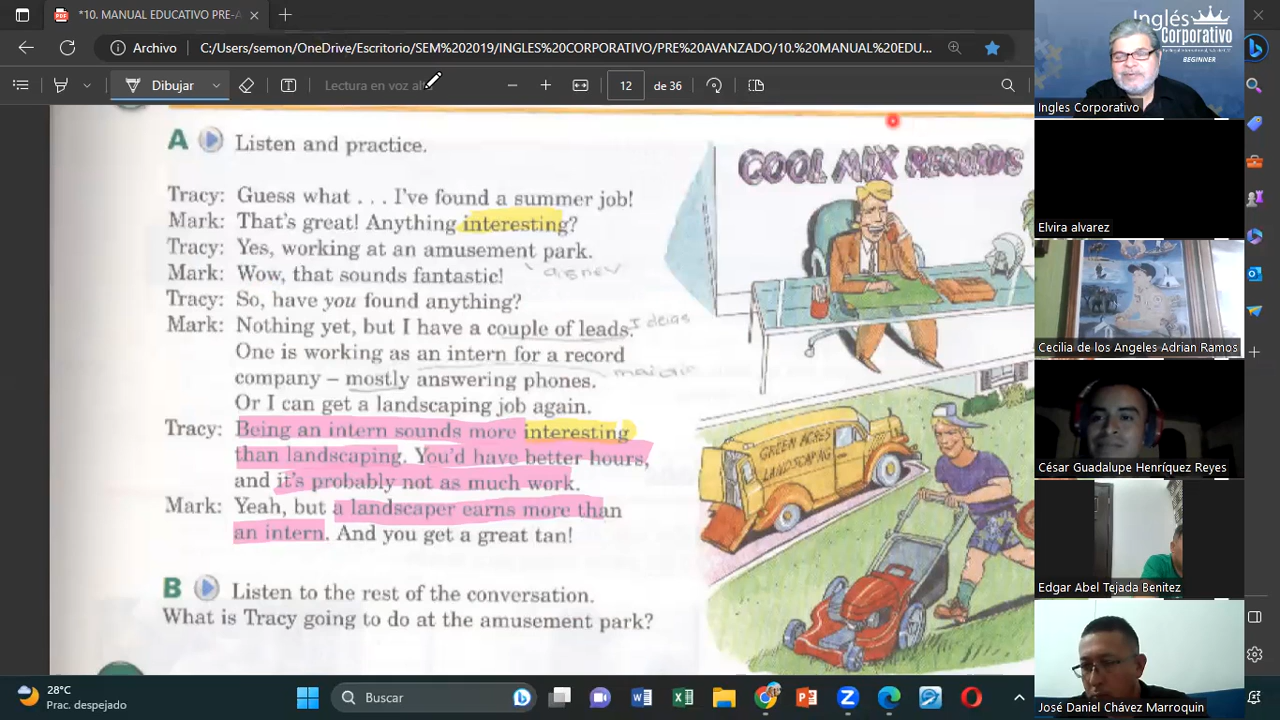 *10. MANUAL EDUCATIVO PRE-A
Archivo
C:/Users/semon/OneDrive/Escritorio/SEM%202019/INGLES%20CORPORATIVO/PRE%20AVANZADO/10.%20MANUAL%20EDU...
Dibujar
Lectura en voz al
12
de 36
A
Listen and practice.
Tracy: Guess what . . . I've found a summer job!
Mark: That's great! Anything interesting?
Tracy: Yes, working at an amusement park.
Mark: Wow, that sounds fantastic!
Tracy: So, have you found anything?
Mark: Nothing yet, but I have a couple of leads.
Ideas
One is working as an intern for a record
company – mostly answering phones.
Or I can get a landscaping job again.
Tracy: Being an intern sounds more interesting
than landscaping. You'd have better hours,
and it's probably not as much work.
Mark: Yeah, but a landscaper earns more than
an intern. And you get a great tan!
B
Listen to the rest of the conversation.
What is Tracy going to do at the amusement park?
COOL MIX RECORDS
GREEN ACRES
LANDSCAPING
Inglés
Corporativo
BEGINNER
Ingles Corporativo
Elvira alvarez
Cecilia de los Angeles Adrian Ramos
César Guadalupe Henríquez Reyes
Edgar Abel Tejada Benitez
José Daniel Chávez Marroquin
28°C
Prac. despejado
Buscar